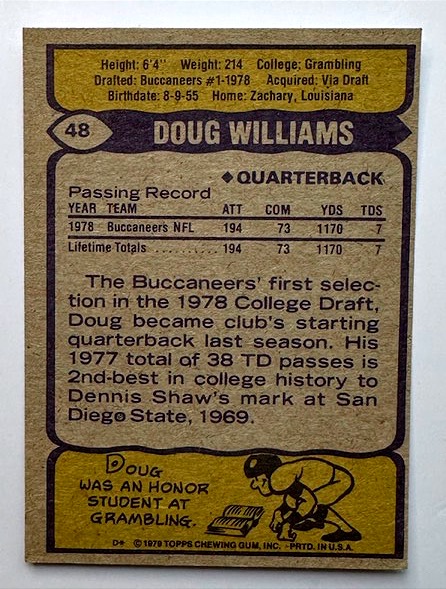 Height: 6'4" Weight: 214 College: Grambling
Drafted: Buccaneers #1-1978 Acquired: Via Draft
Birthdate: 8-9-55 Home: Zachary, Louisiana
48 DOUG WILLIAMS
◆QUARTERBACK
Passing Record
YEAR TEAM ATT COM YDS TDS
1978 Buccaneers NFL 194 73 1170 7
Lifetime Totals .......... 194 73 1170 7
The Buccaneers' first selec-
tion in the 1978 College Draft,
Doug became club's starting
quarterback last season. His
1977 total of 38 TD passes is
2nd-best in college history to
Dennis Shaw's mark at San
Diego State, 1969.
DOUG
WAS AN HONOR
STUDENT AT
GRAMBLING.
D* © 1979 TOPPS CHEWING GUM, INC. -PRTD. IN U.S.A.